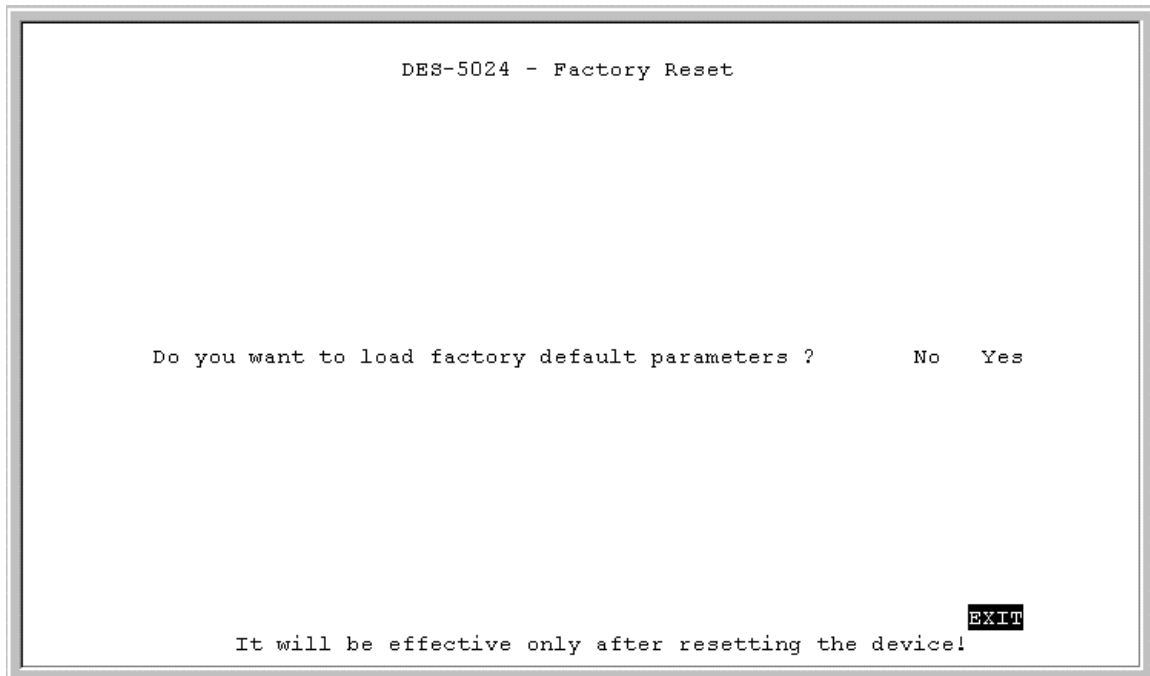 DES-5024 - Factory Reset
Do you want to load factory default parameters ? No Yes
EXIT
It will be effective only after resetting the device!